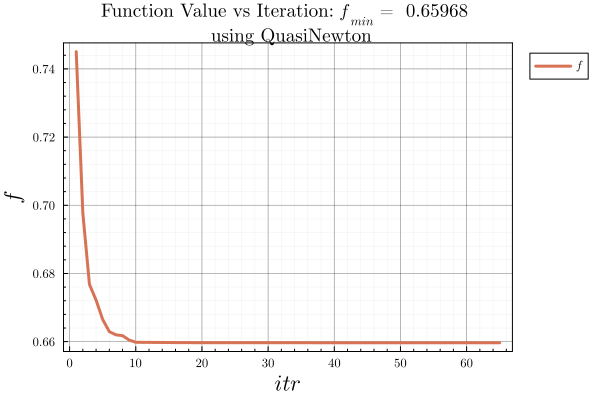 Function Value vs Iteration: f_min = 0.65968
using QuasiNewton
f
0.74
0.72
0.70
0.68
0.66
f
0 10 20 30 40 50 60
itr